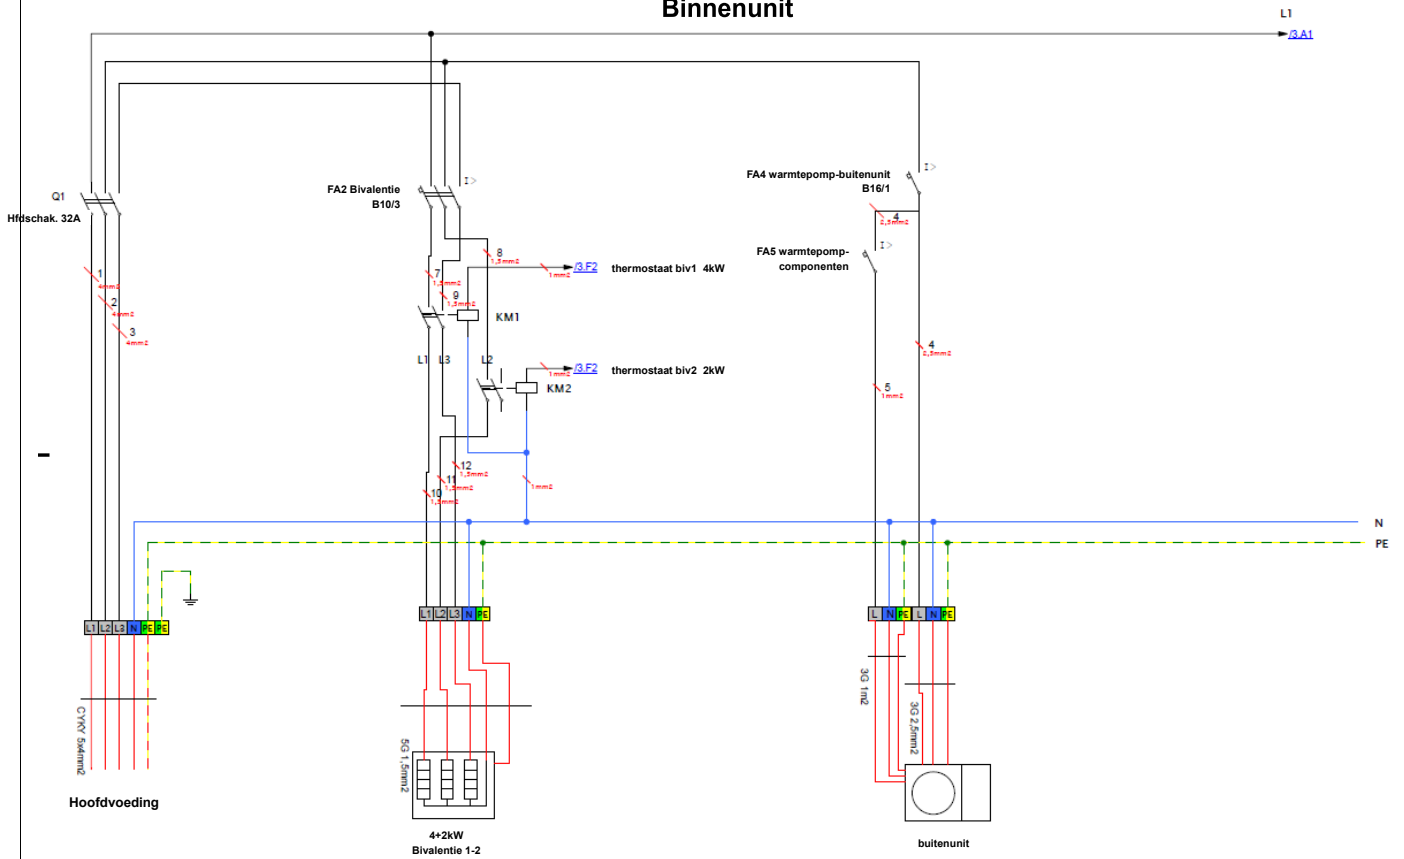 Binnenunit
L1
/3.A1
I>
FA4 warmtepomp-buitenunit
B16/1
I>
FA2 Bivalentie
B10/3
Q1
Hfdschak. 32A
4
2,5mm2
I>
FA5 warmtepomp-
componenten
8
1,5mm2
/3.F2
thermostaat biv1 4kW
1mm2
1
4mm2
7
1,5mm2
9
1,5mm2
2
4mm2
KM1
3
4mm2
4
2,5mm2
L1
L3
L2
/3.F2
thermostaat biv2 2kW
1mm2
KM2
5
1mm2
12
1,5mm2
11
1,5mm2
1mm2
10
1,5mm2
N
PE
L1 L2 L3 N PE
L N PE L N PE
L1 L2 L3 N PE PE
3G 1m2
3G 2,5mm2
CYKY 5x4mm2
5G 1,5mm2
Hoofdvoeding
4+2kW
Bivalentie 1-2
buitenunit